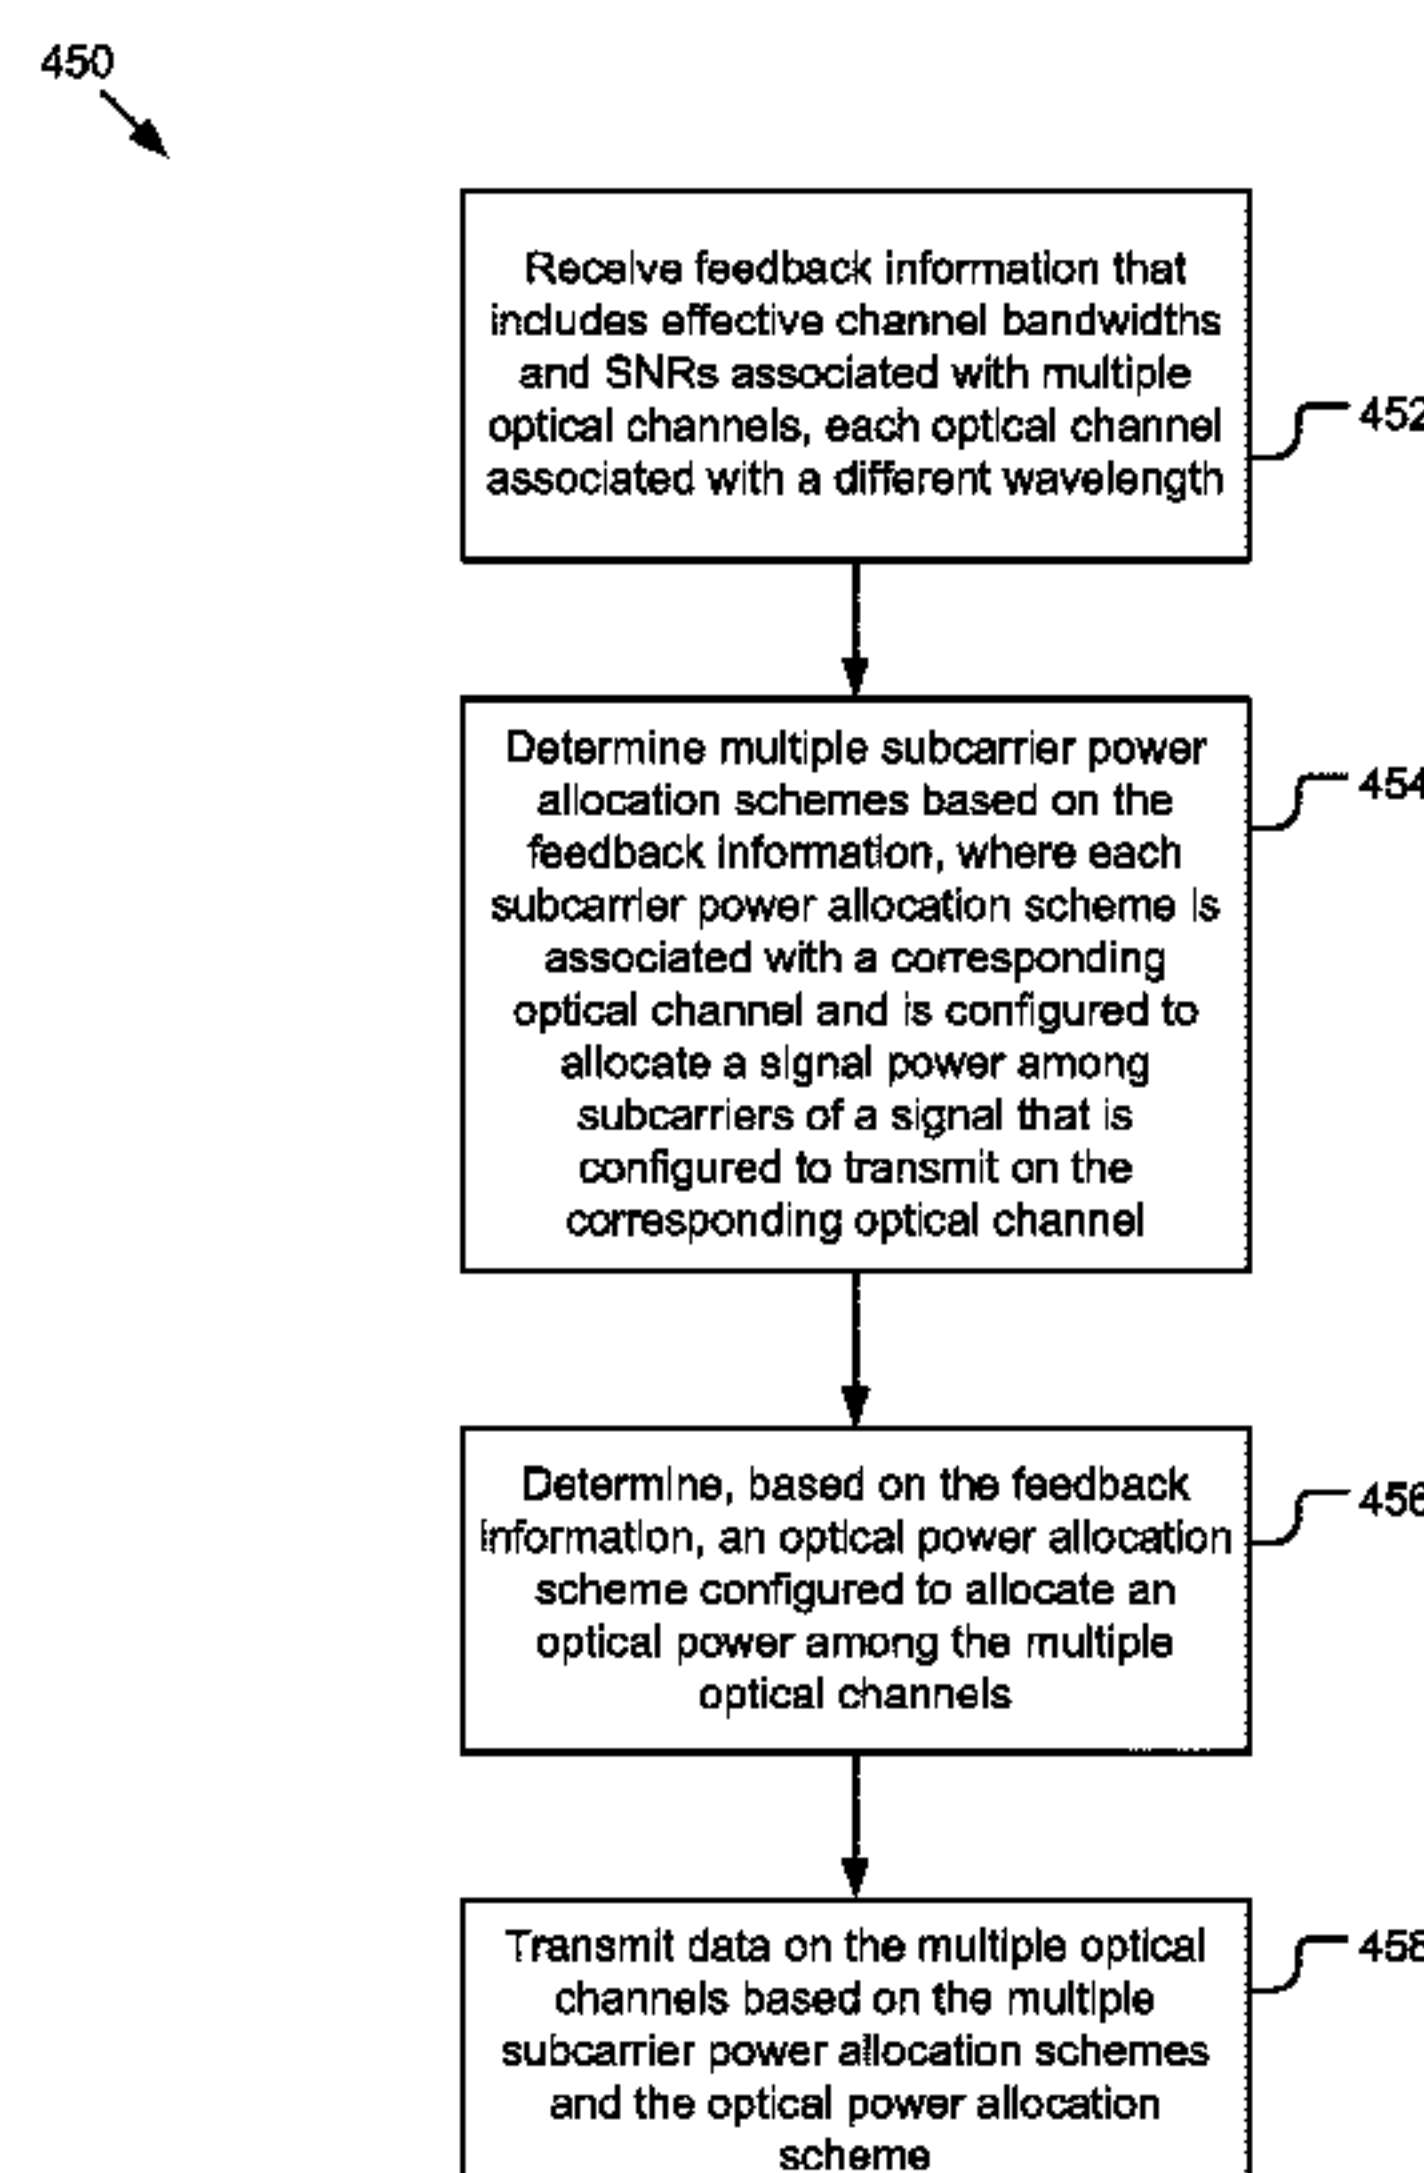 450
Receive feedback information that
includes effective channel bandwidths
and SNRs associated with multiple
optical channels, each optical channel
associated with a different wavelength
452
Determine multiple subcarrier power
allocation schemes based on the
feedback information, where each
subcarrier power allocation scheme is
associated with a corresponding
optical channel and is configured to
allocate a signal power among
subcarriers of a signal that is
configured to transmit on the
corresponding optical channel
454
Determine, based on the feedback
information, an optical power allocation
scheme configured to allocate an
optical power among the multiple
optical channels
456
Transmit data on the multiple optical
channels based on the multiple
subcarrier power allocation schemes
and the optical power allocation
scheme
458